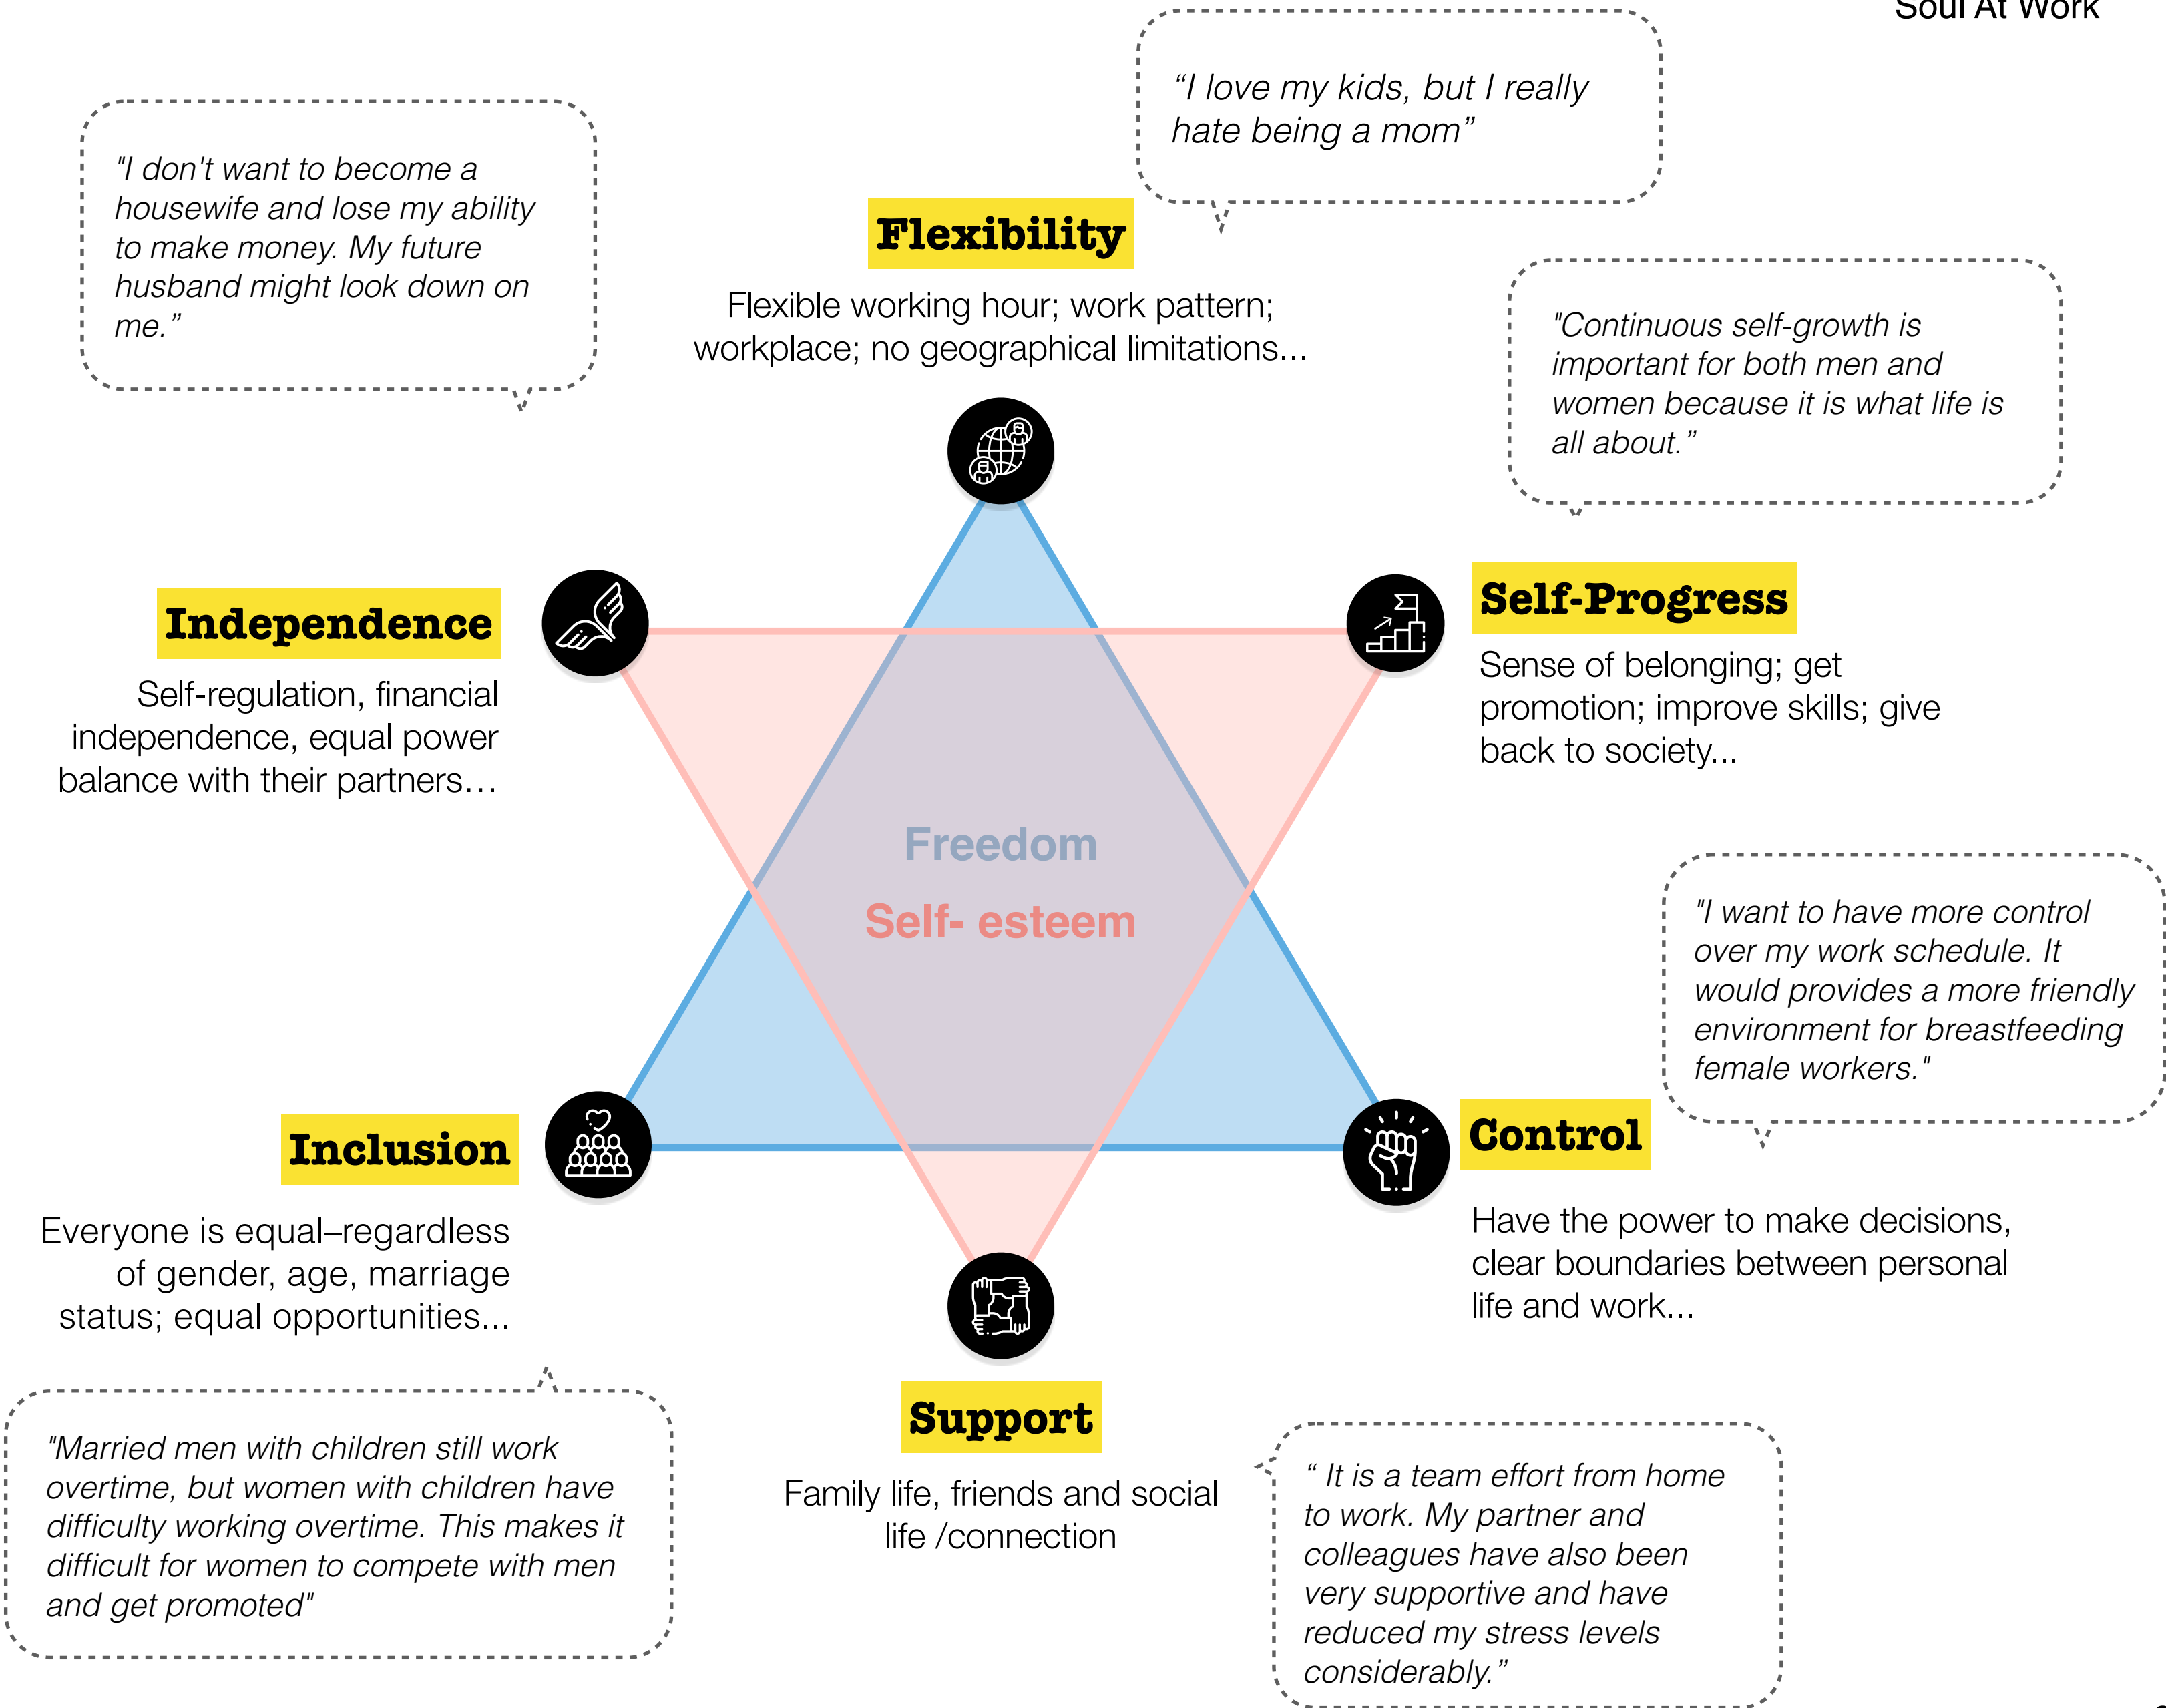 Soul At Work
“I love my kids, but I really
hate being a mom”
"I don't want to become a
housewife and lose my ability
to make money. My future
husband might look down on
me.”
Flexibility
Flexible working hour; work pattern;
workplace; no geographical limitations...
"Continuous self-growth is
important for both men and
women because it is what life is
all about.”
Independence
Self-regulation, financial
independence, equal power
balance with their partners…
Self-Progress
Sense of belonging; get
promotion; improve skills; give
back to society...
Freedom
Self- esteem
"I want to have more control
over my work schedule. It
would provides a more friendly
environment for breastfeeding
female workers."
Inclusion
Everyone is equal–regardless
of gender, age, marriage
status; equal opportunities...
Control
Have the power to make decisions,
clear boundaries between personal
life and work...
"Married men with children still work
overtime, but women with children have
difficulty working overtime. This makes it
difficult for women to compete with men
and get promoted"
Support
Family life, friends and social
life /connection
“ It is a team effort from home
to work. My partner and
colleagues have also been
very supportive and have
reduced my stress levels
considerably.”